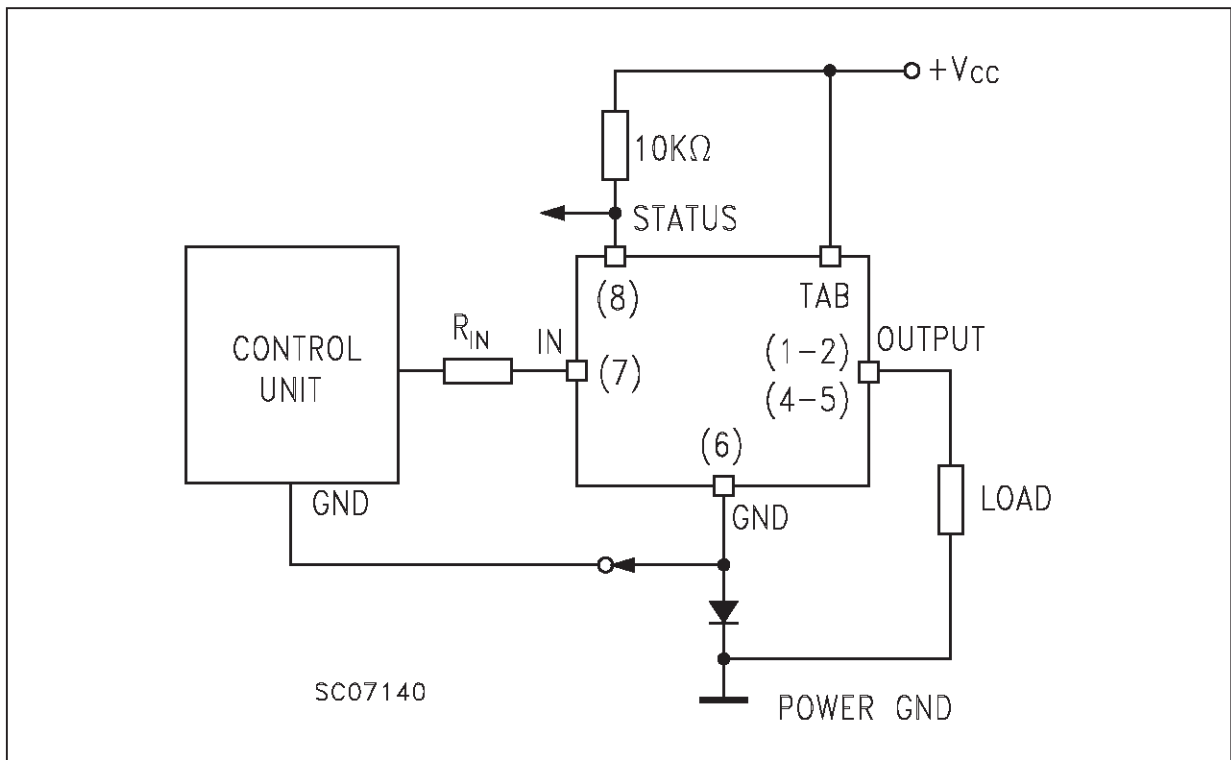 +VCC
10KΩ
STATUS
(8)
TAB
RIN
IN
(7)
OUTPUT
(1-2)
(4-5)
CONTROL
UNIT
(6)
GND
GND
LOAD
SC07140
POWER GND